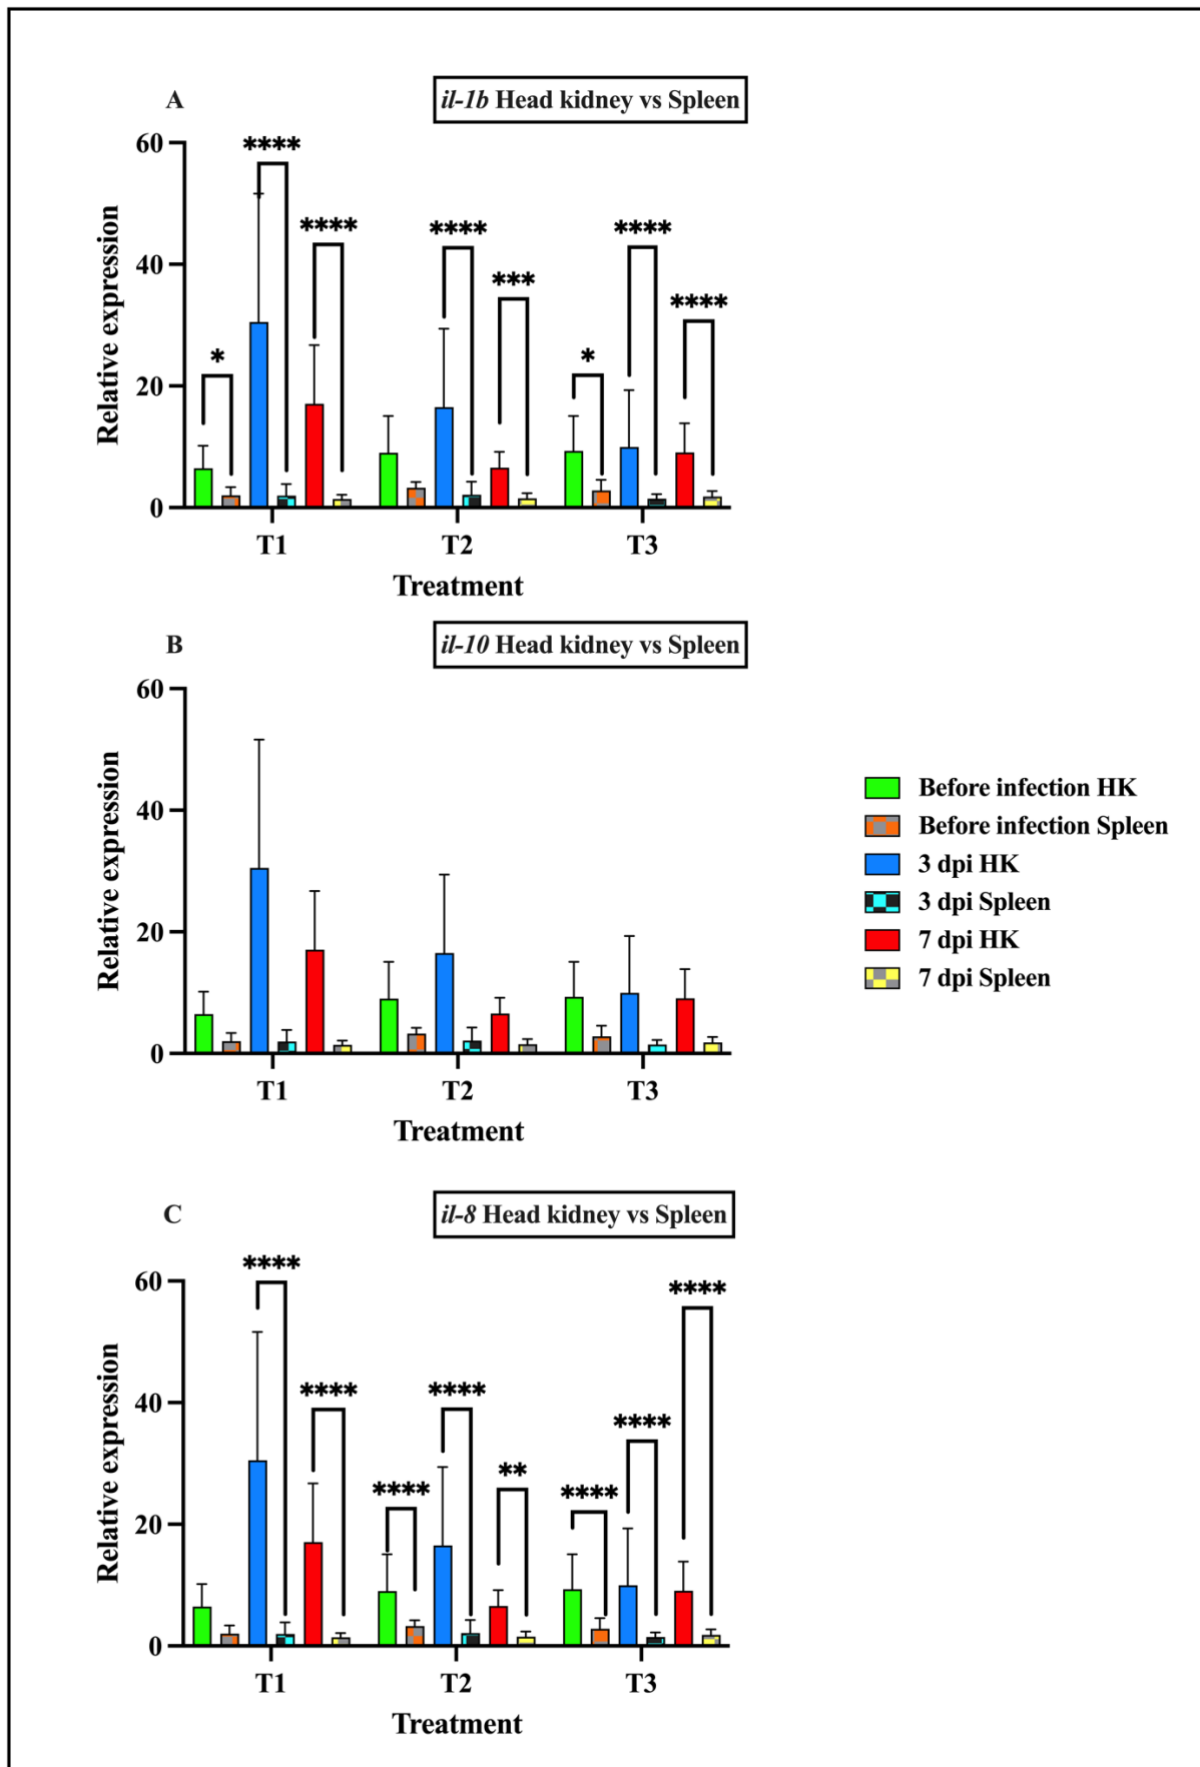 A
il-1b Head kidney vs Spleen
60
40
20
0
Relative expression
****
****
*
****
***
****
****
*
T1
T2
T3
Treatment
B
il-10 Head kidney vs Spleen
60
40
20
0
Relative expression
T1
T2
T3
Treatment
Before infection HK
Before infection Spleen
3 dpi HK
3 dpi Spleen
7 dpi HK
7 dpi Spleen
C
il-8 Head kidney vs Spleen
60
40
20
0
Relative expression
****
****
****
****
**
****
****
****
T1
T2
T3
Treatment